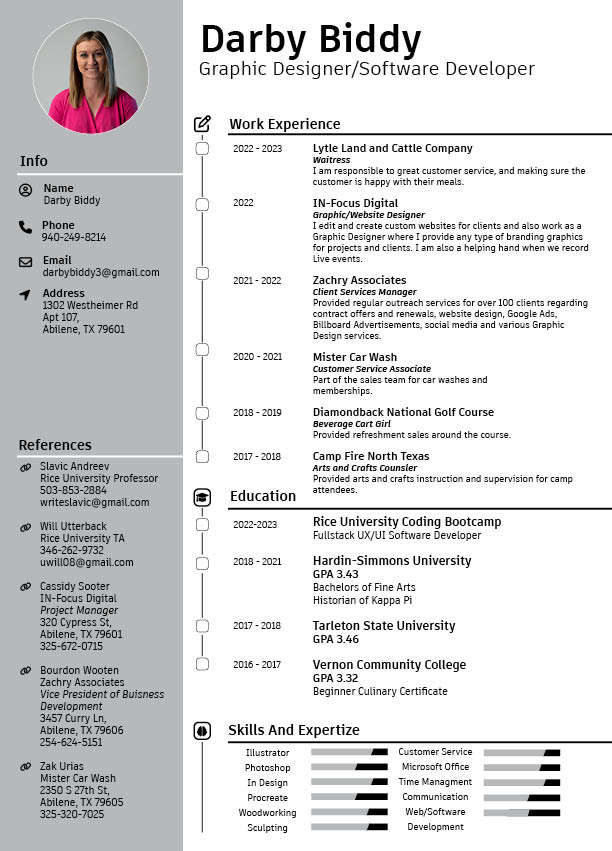 Darby Biddy
Graphic Designer/Software Developer
Info
Name
Darby Biddy
Phone
940-249-8214
Email
darbybiddy3@gmail.com
Address
1302 Westheimer Rd
Apt 107,
Abilene, TX 79601
References
Slavic Andreev
Rice University Professor
503-853-2884
writeslavic@gmail.com
Will Utterback
Rice University TA
346-262-9732
uwill08@gmail.com
Cassidy Sooter
IN-Focus Digital
Project Manager
320 Cypress St,
Abilene, TX 79601
325-672-0715
Bourdon Wooten
Zachry Associates
Vice President of Buisness
Development
3457 Curry Ln,
Abilene, TX 79606
254-624-5151
Zak Urias
Mister Car Wash
2350 S 27th St,
Abilene, TX 79605
325-320-7025
Work Experience
2022 - 2023
Lytle Land and Cattle Company
Waitress
I am responsible to great customer service, and making sure the
customer is happy with their meals.
2022
IN-Focus Digital
Graphic/Website Designer
I edit and create custom websites for clients and also work as a
Graphic Designer where I provide any type of branding graphics
for projects and clients. I am also a helping hand when we record
Live events.
2021 - 2022
Zachry Associates
Client Services Manager
Provided regular outreach services for over 100 clients regarding
contract offers and renewals, website design, Google Ads,
Billboard Advertisements, social media and various Graphic
Design services.
2020 - 2021
Mister Car Wash
Customer Service Associate
Part of the sales team for car washes and
memberships.
2018 - 2019
Diamondback National Golf Course
Beverage Cart Girl
Provided refreshment sales around the course.
2017 - 2018
Camp Fire North Texas
Arts and Crafts Counsler
Provided arts and crafts instruction and supervision for camp
attendees.
Education
2022-2023
Rice University Coding Bootcamp
Fullstack UX/UI Software Developer
2018 - 2021
Hardin-Simmons University
GPA 3.43
Bachelors of Fine Arts
Historian of Kappa Pi
2017 - 2018
Tarleton State University
GPA 3.46
2016 - 2017
Vernon Community College
GPA 3.32
Beginner Culinary Certificate
Skills And Expertize
Illustrator
Photoshop
In Design
Procreate
Woodworking
Sculpting
Customer Service
Microsoft Office
Time Managment
Communication
Web/Software
Development